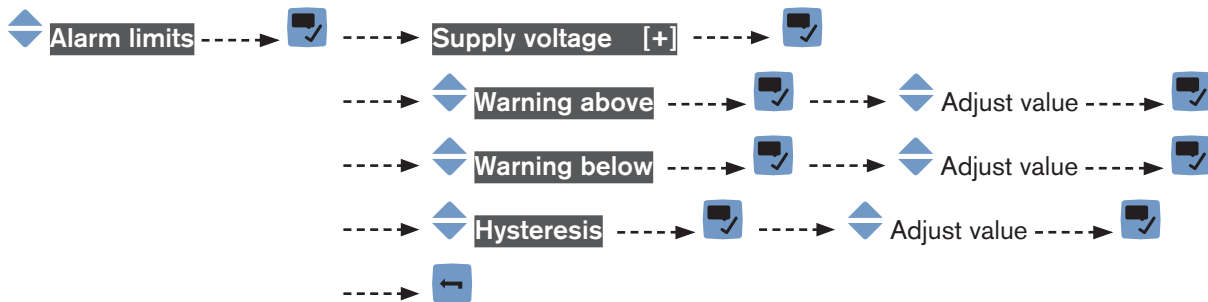 Alarm limits Supply voltage [+]
Warning above Adjust value
Warning below Adjust value
Hysteresis Adjust value